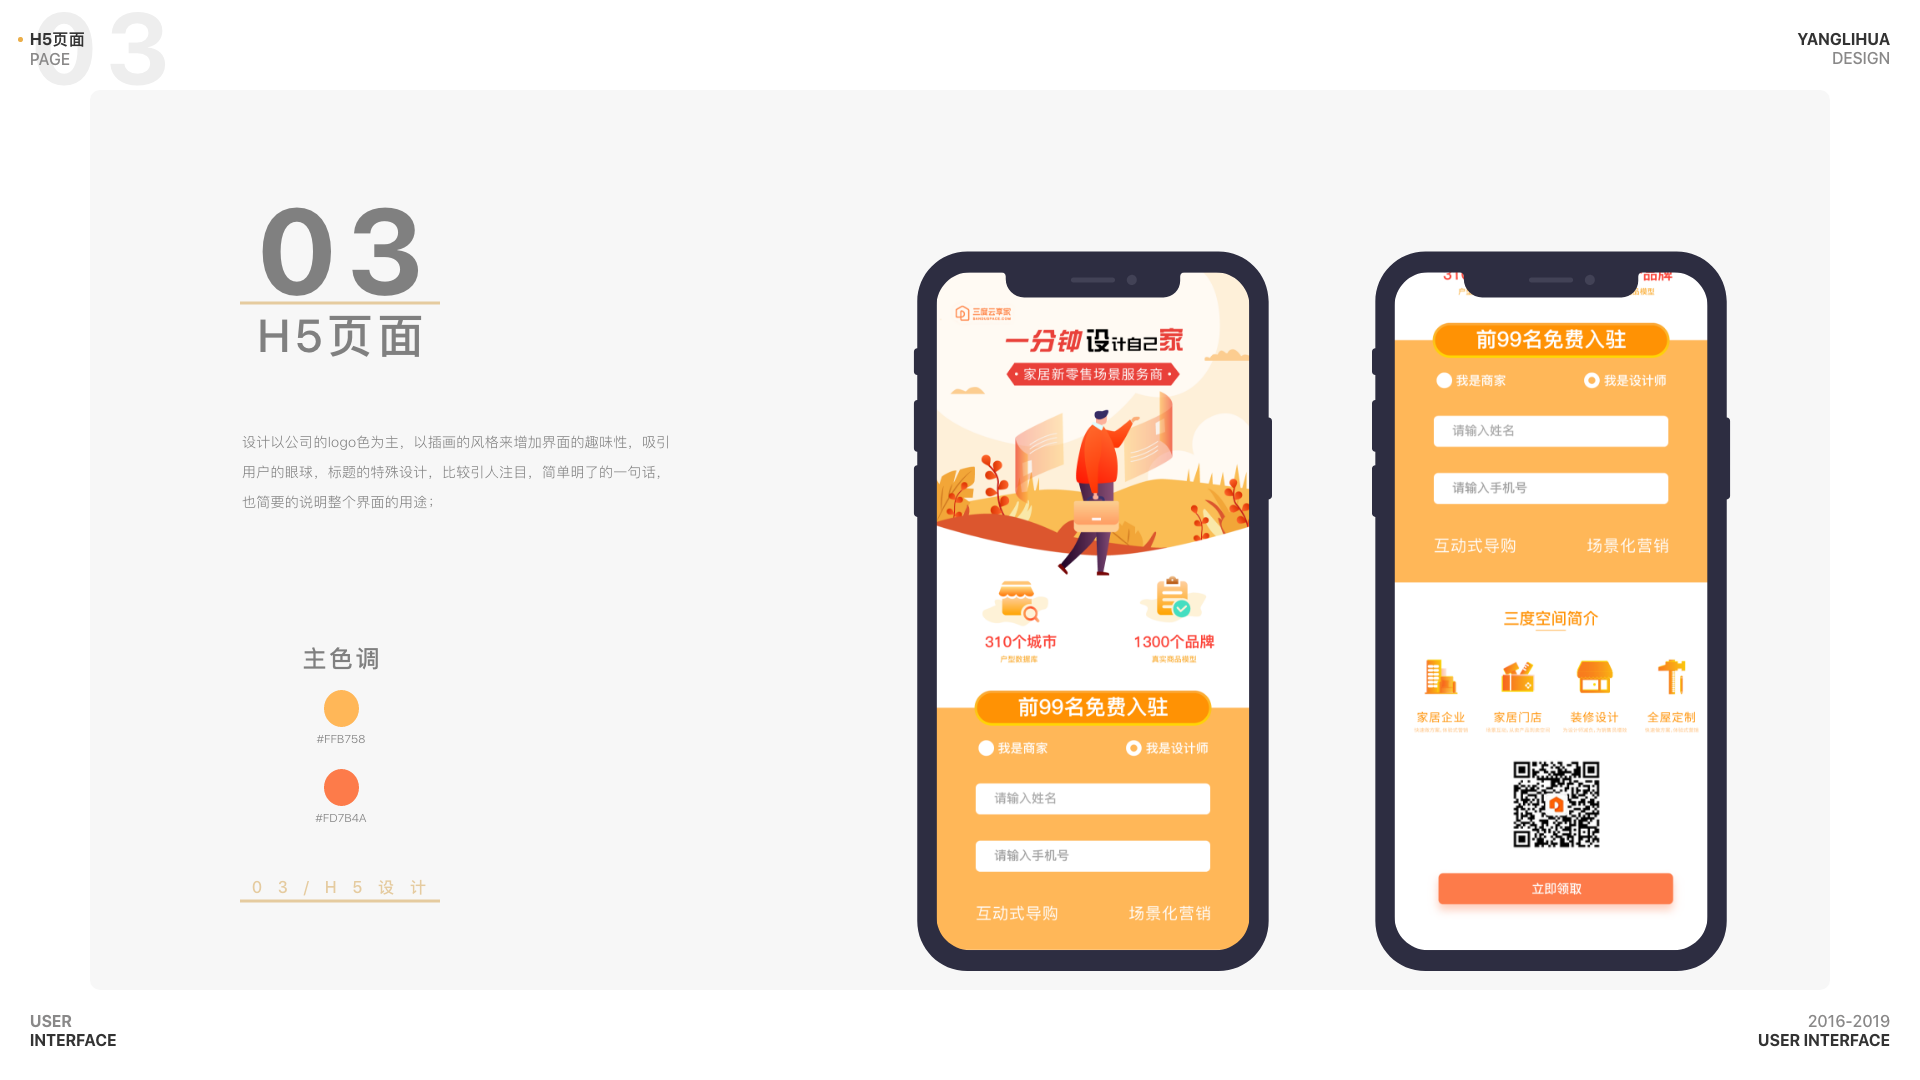 03
H5页面
PAGE
YANGLIHUA
DESIGN
03
H5页面
设计以公司的logo色为主，以插画的风格来增加界面的趣味性，吸引
用户的眼球，标题的特殊设计，比较引人注目，简单明了的一句话，
也简要的说明整个界面的用途；
主色调
#FFB758
#FD7B4A
03/H5设计
三度云享家
一分钟设计自己家
• 家居新零售场景服务商 •
310个城市
1300个品牌
户型数据库
真实商品模型
前99名免费入驻
我是商家
我是设计师
请输入姓名
请输入手机号
互动式导购
场景化营销
品牌
前99名免费入驻
我是商家
我是设计师
请输入姓名
请输入手机号
互动式导购
场景化营销
三度空间简介
家居企业
家居门店
装修设计
全屋定制
立即领取
USER
INTERFACE
2016-2019
USER INTERFACE